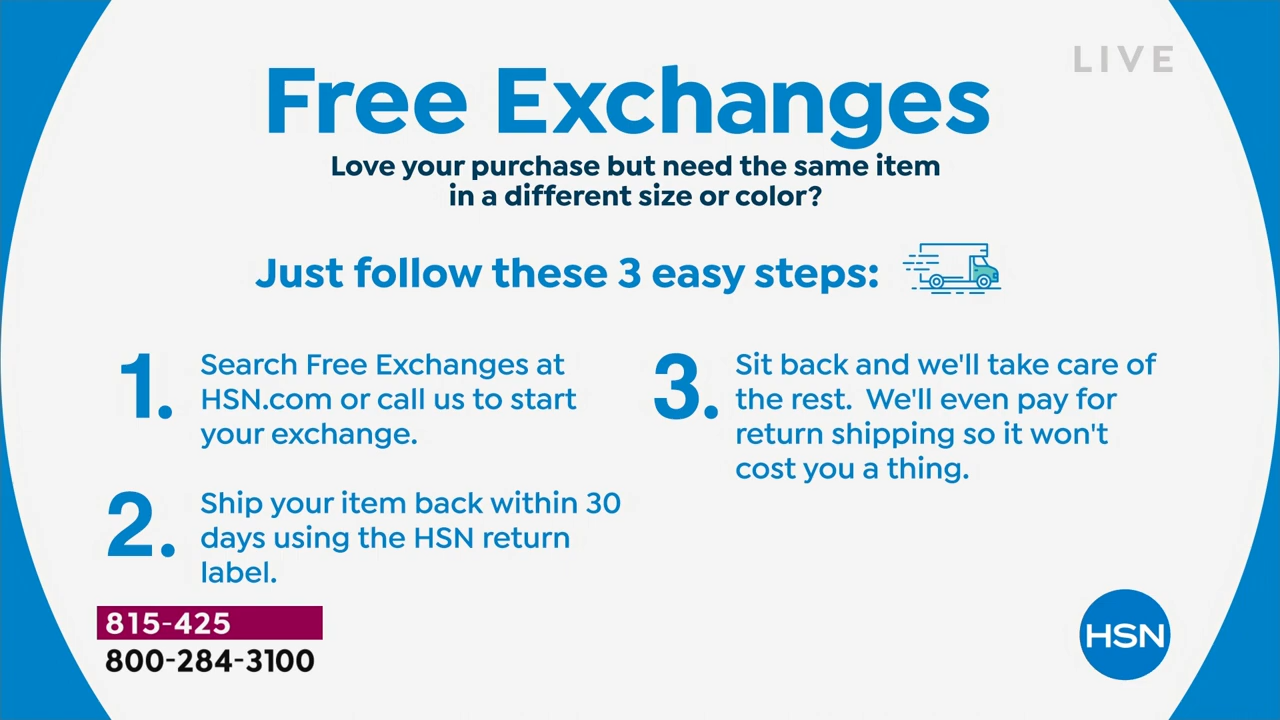 LIVE
Free Exchanges
Love your purchase but need the same item
in a different size or color?
Just follow these 3 easy steps:
1. Search Free Exchanges at
HSN.com or call us to start
your exchange.
2. Ship your item back within 30
days using the HSN return
label.
3. Sit back and we'll take care of
the rest.  We'll even pay for
return shipping so it won't
cost you a thing.
815-425
800-284-3100
HSN